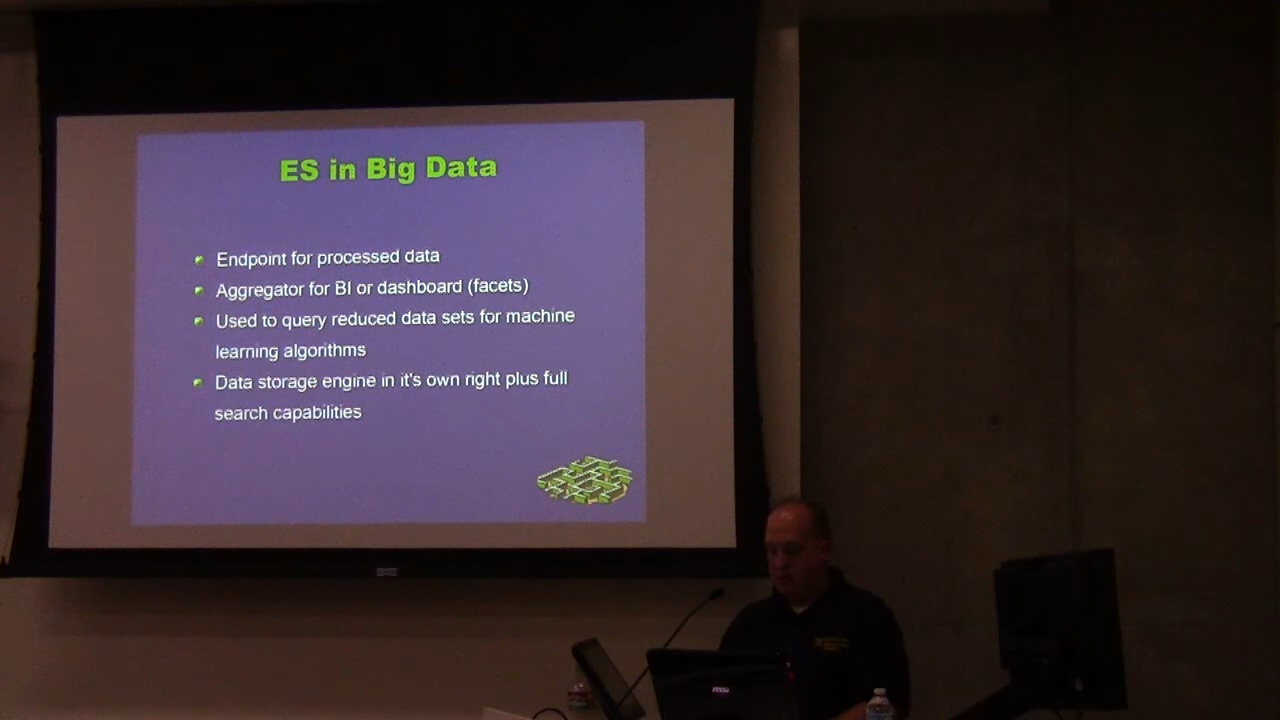 ES in Big Data
Endpoint for processed data
Aggregator for BI or dashboard (facets)
Used to query reduced data sets for machine
learning algorithms
Data storage engine in it's own right plus full
search capabilities
msi